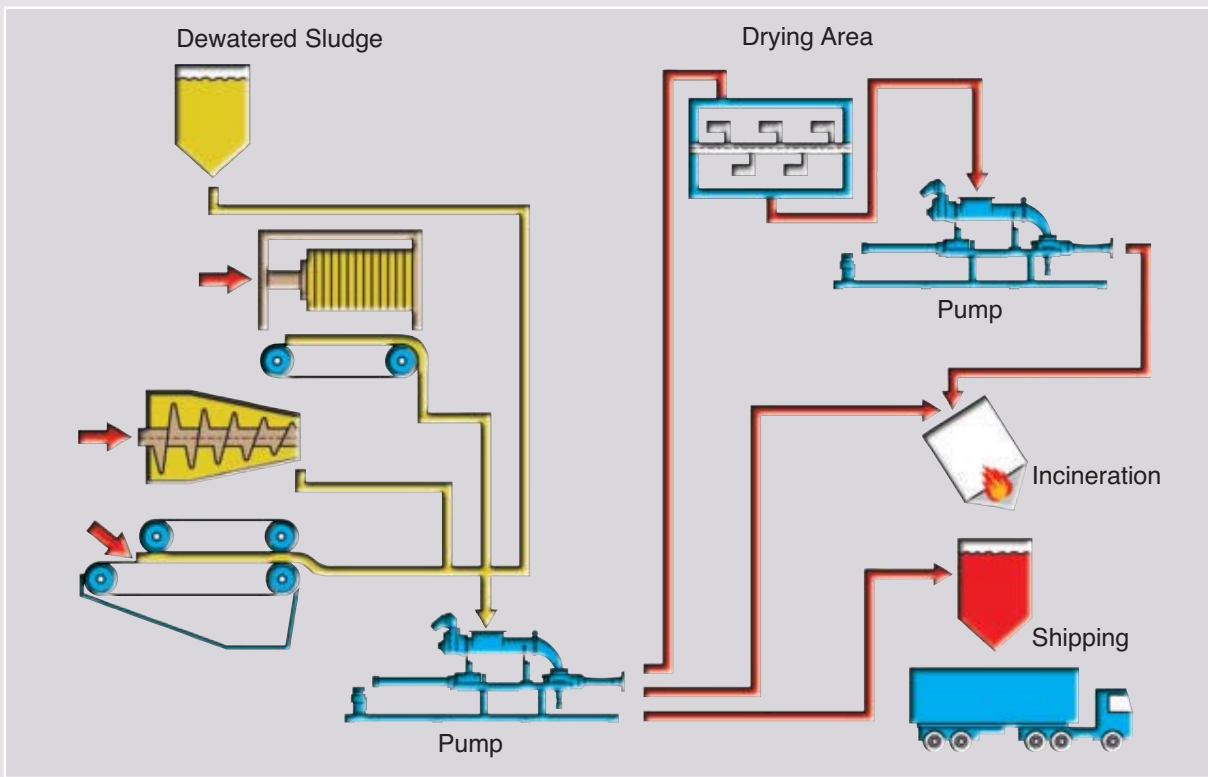 Dewatered Sludge
Drying Area
Pump
Incineration
Shipping
Pump